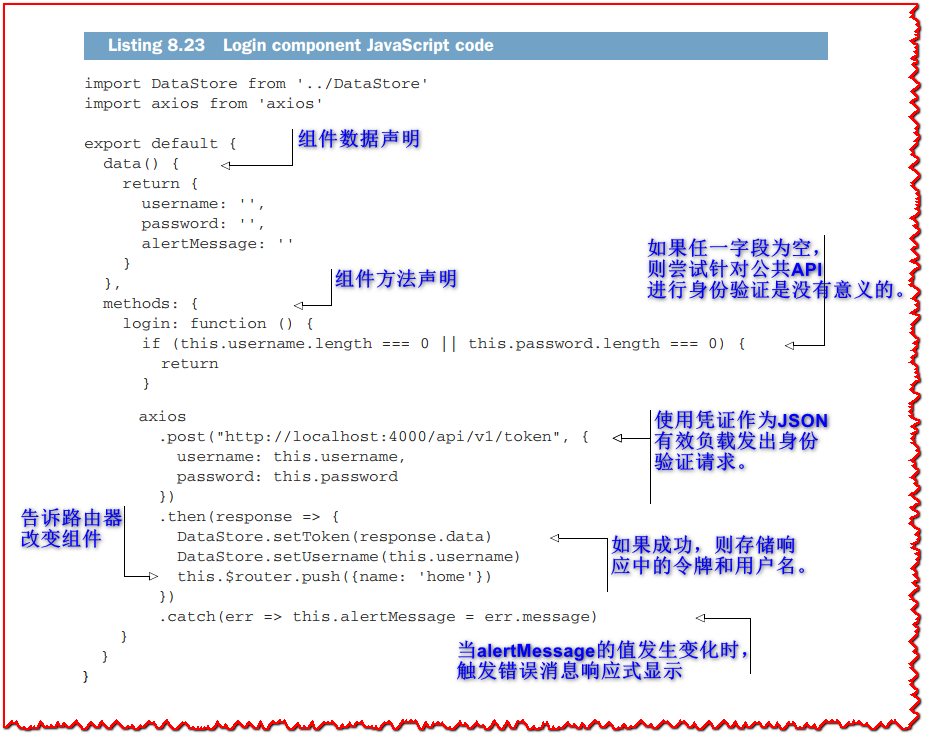 Listing 8.23 Login component JavaScript code
import DataStore from '../DataStore'
import axios from 'axios'
export default {
组件数据声明
data() {
return {
username: '',
password: '',
alertMessage: ''
}
},
如果任一字段为空，
则尝试针对公共API
进行身份验证是没有意义的。
组件方法声明
methods: {
login: function () {
if (this.username.length === 0 || this.password.length === 0) {
return
}
axios
.post("http://localhost:4000/api/v1/token", {
username: this.username,
password: this.password
})
使用凭证作为JSON
有效负载发出身份
验证请求。
告诉路由器
改变组件
.then(response => {
DataStore.setToken(response.data)
DataStore.setUsername(this.username)
this.$router.push({name: 'home'})
})
如果成功，则存储响
应中的令牌和用户名。
.catch(err => this.alertMessage = err.message)
当alertMessage的值发生变化时，
触发错误消息响应式显示
}
}
}